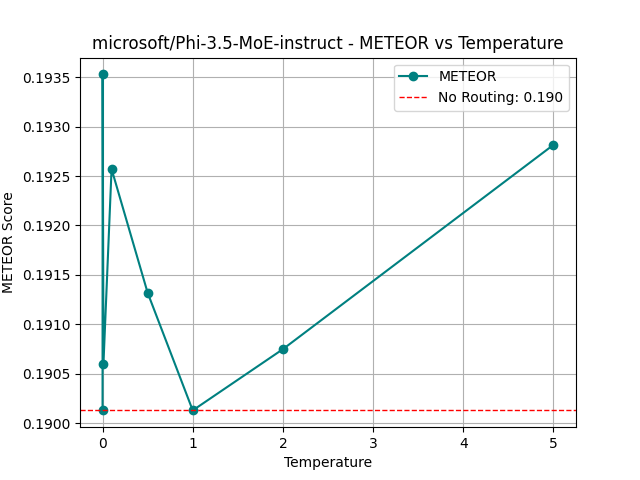 microsoft/Phi-3.5-MoE-instruct - METEOR vs Temperature
METEOR
No Routing: 0.190
METEOR Score
0.1935
0.1930
0.1925
0.1920
0.1915
0.1910
0.1905
0.1900
0 1 2 3 4 5
Temperature